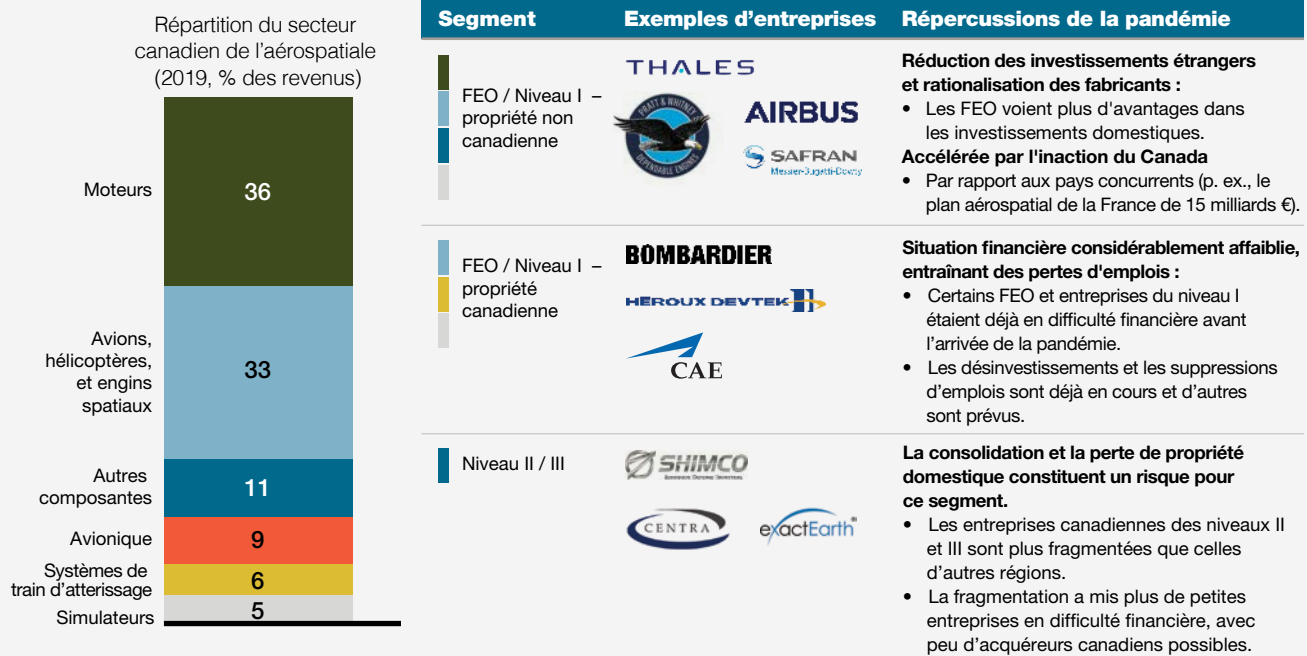 Répartition du secteur
canadien de l'aérospatiale
(2019, % des revenus)
Moteurs
36
Avions,
hélicoptères,
et engins
spatiaux
33
Autres
composantes
11
Avionique
9
Systèmes de
train d'atterissage
6
Simulateurs
5
Segment
Exemples d'entreprises
Répercussions de la pandémie
FEO / Niveau I –
propriété non
canadienne
THALES
PRATT & WHITNEY
DEPENDABLE ENGINES
AIRBUS
SAFRAN
Messier-Bugatti-Dowty
Réduction des investissements étrangers
et rationalisation des fabricants :
• Les FEO voient plus d'avantages dans
les investissements domestiques.
Accélérée par l'inaction du Canada
• Par rapport aux pays concurrents (p. ex., le
plan aérospatial de la France de 15 milliards €).
FEO / Niveau I –
propriété
canadienne
BOMBARDIER
HÉROUX DEVTEK
CAE
Situation financière considérablement affaiblie,
entraînant des pertes d'emplois :
• Certains FEO et entreprises du niveau I
étaient déjà en difficulté financière avant
l'arrivée de la pandémie.
• Les désinvestissements et les suppressions
d'emplois sont déjà en cours et d'autres
sont prévus.
Niveau II / III
SHIMCO
CENTRA
exactEarth
La consolidation et la perte de propriété
domestique constituent un risque pour
ce segment.
• Les entreprises canadiennes des niveaux II
et III sont plus fragmentées que celles
d'autres régions.
• La fragmentation a mis plus de petites
entreprises en difficulté financière, avec
peu d'acquéreurs canadiens possibles.